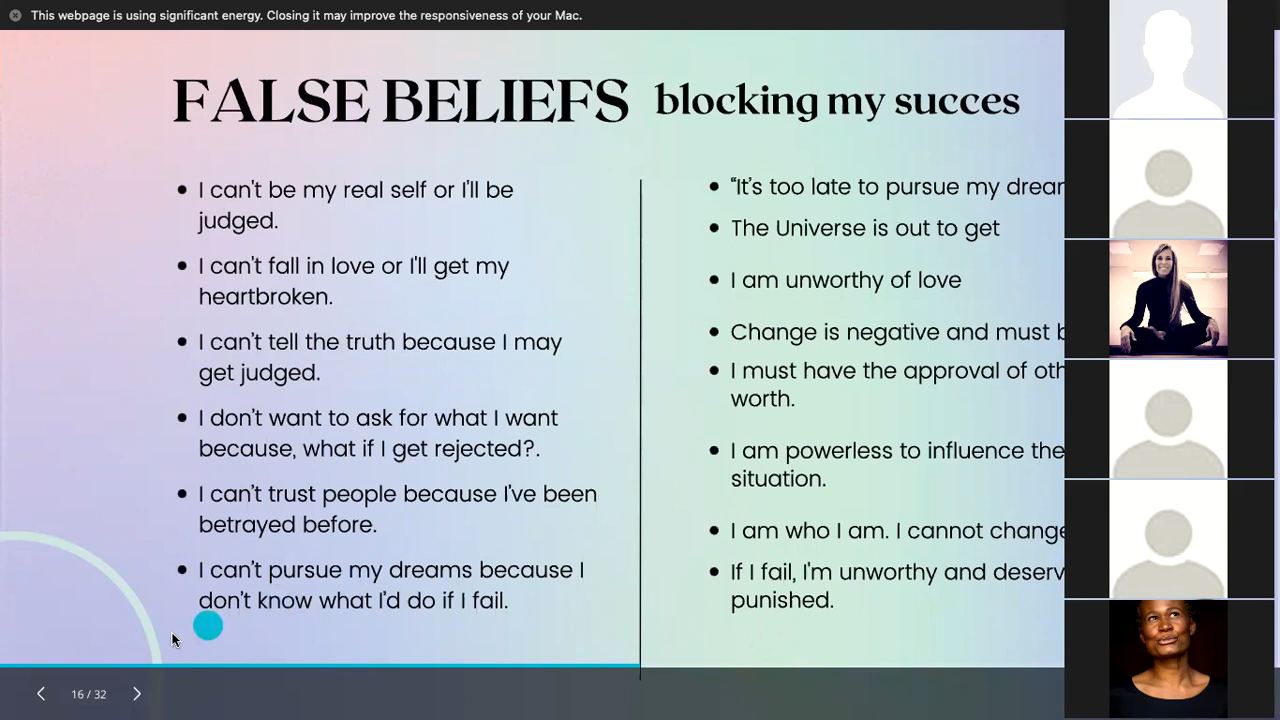 This webpage is using significant energy. Closing it may improve the responsiveness of your Mac.
FALSE BELIEFS blocking my succes
I can't be my real self or I'll be
judged.
I can't fall in love or I'll get my
heartbroken.
I can't tell the truth because I may
get judged.
I don't want to ask for what I want
because, what if I get rejected?.
I can't trust people because I've been
betrayed before.
I can't pursue my dreams because I
don't know what I'd do if I fail.
“It's too late to pursue my
The Universe is out to get
I am unworthy of love
Change is negative and must
I must have the approval of
worth.
I am powerless to influence the
situation.
I am who I am. I cannot change
If I fail, I'm unworthy and
punished.
16 / 32